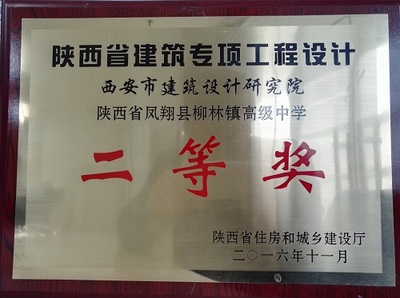 陕西省建筑专项工程设计
西安市建筑设计研究院
陕西省凤翔县柳林镇高级中学
二等奖
陕西省住房和城乡建设厅
二〇一六年十一月